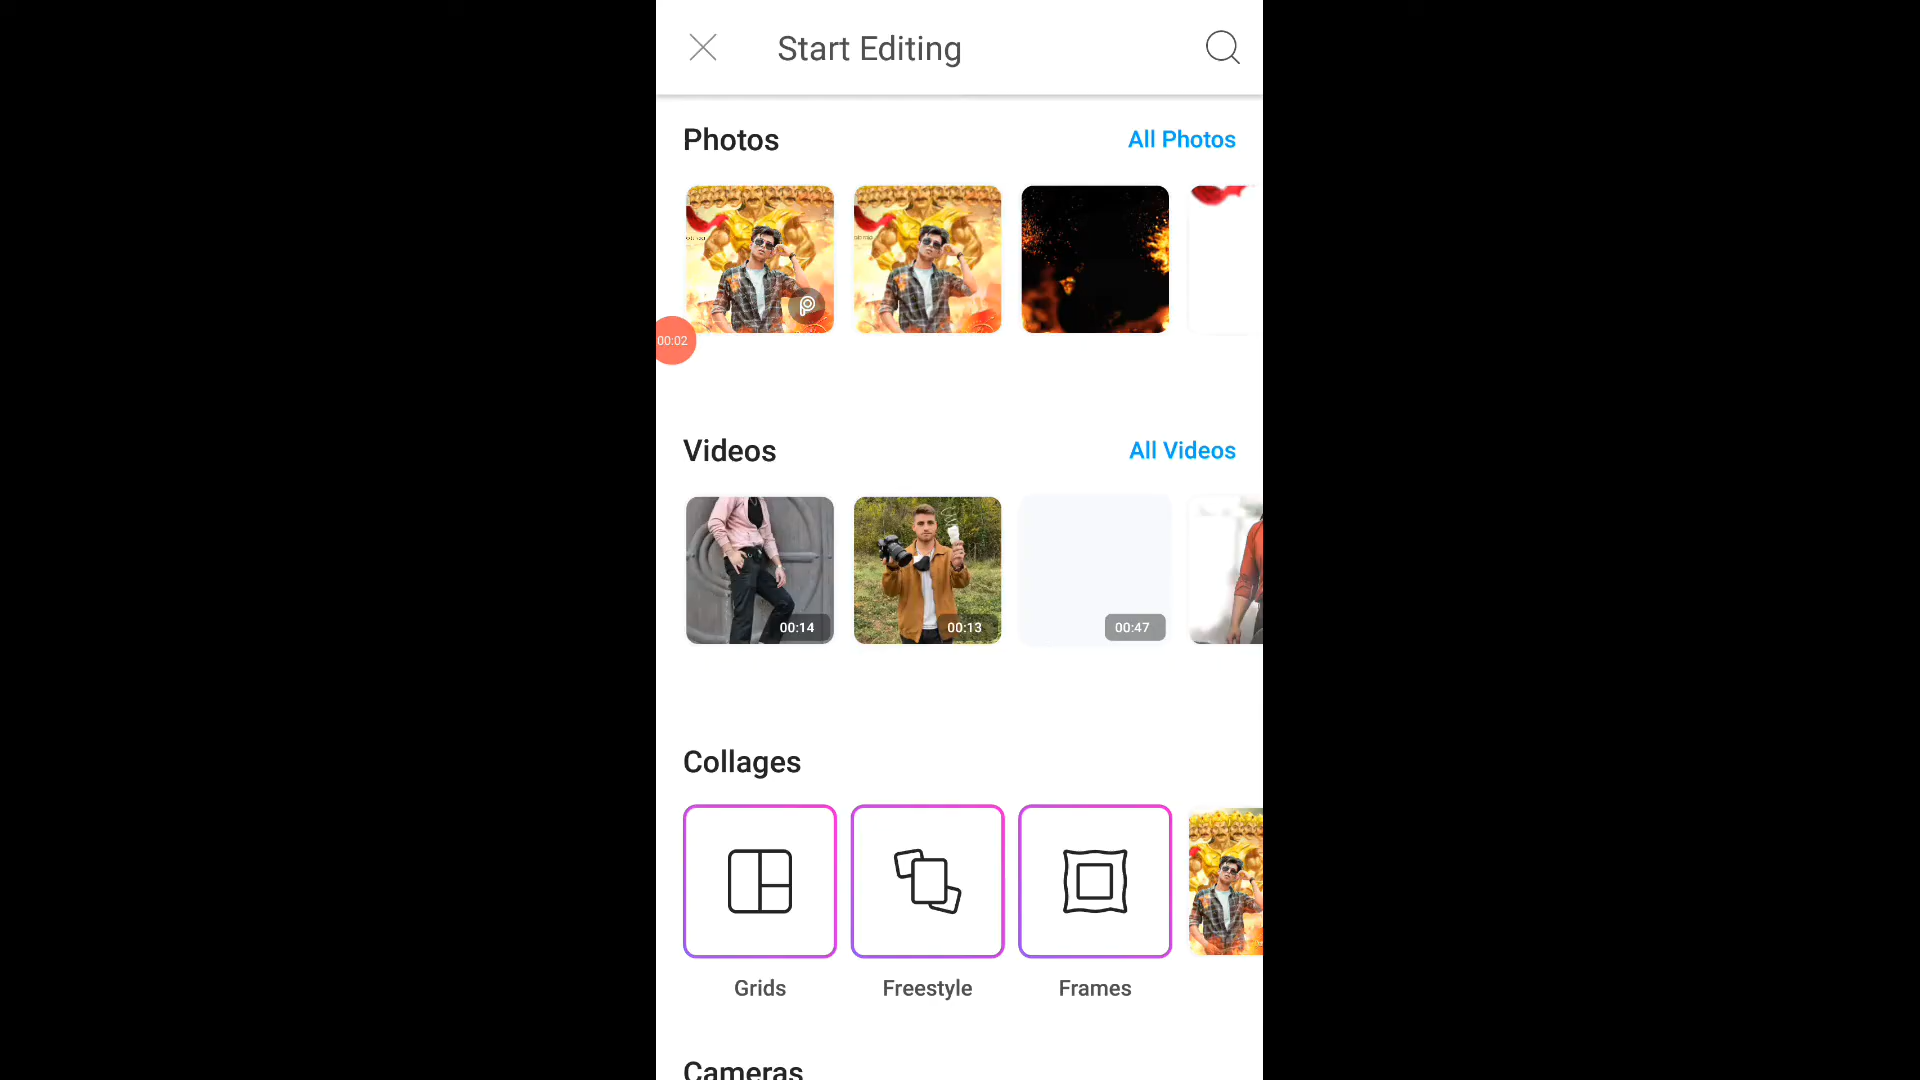 Start Editing
Photos
All Photos
00:02
Videos
All Videos
00:14
00:13
00:47
Collages
Grids
Freestyle
Frames
Cameras